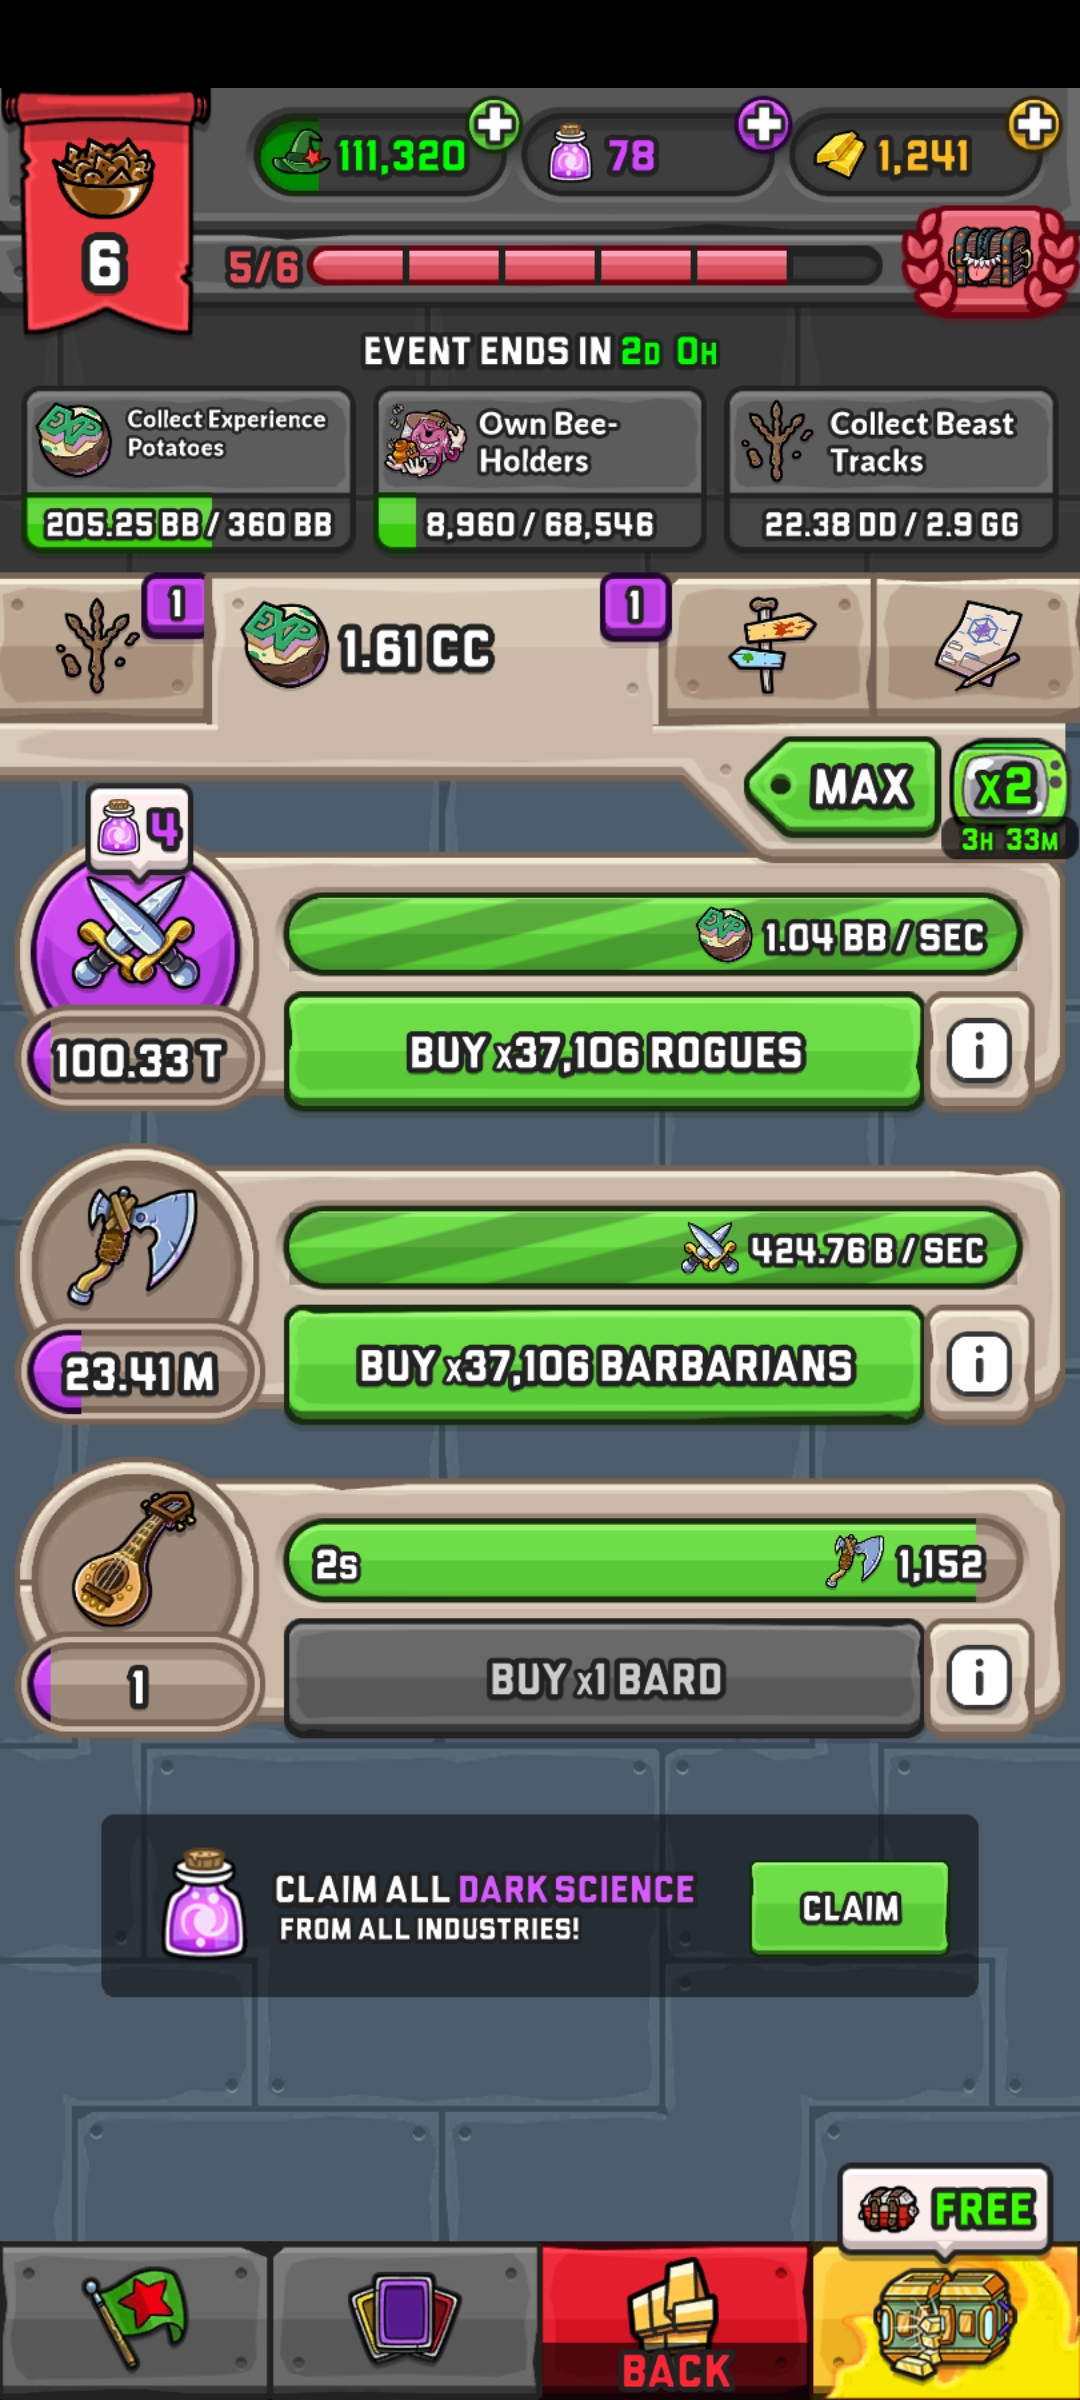 111,320
78
1,241
6
5/6
EVENT ENDS IN 2D 0H
EXP
Collect Experience
Potatoes
205.25 BB / 360 BB
Own Bee-
Holders
8,960 / 68,546
Collect Beast
Tracks
22.38 DD / 2.9 GG
1
EXP
1.61 CC
1
MAX
x2
3H 33M
4
EXP
1.04 BB / SEC
100.33 T
BUY x37,106 ROGUES
i
424.76 B / SEC
23.41 M
BUY x37,106 BARBARIANS
i
2s
1,152
1
BUY x1 BARD
i
CLAIM ALL DARK SCIENCE
FROM ALL INDUSTRIES!
CLAIM
FREE
BACK